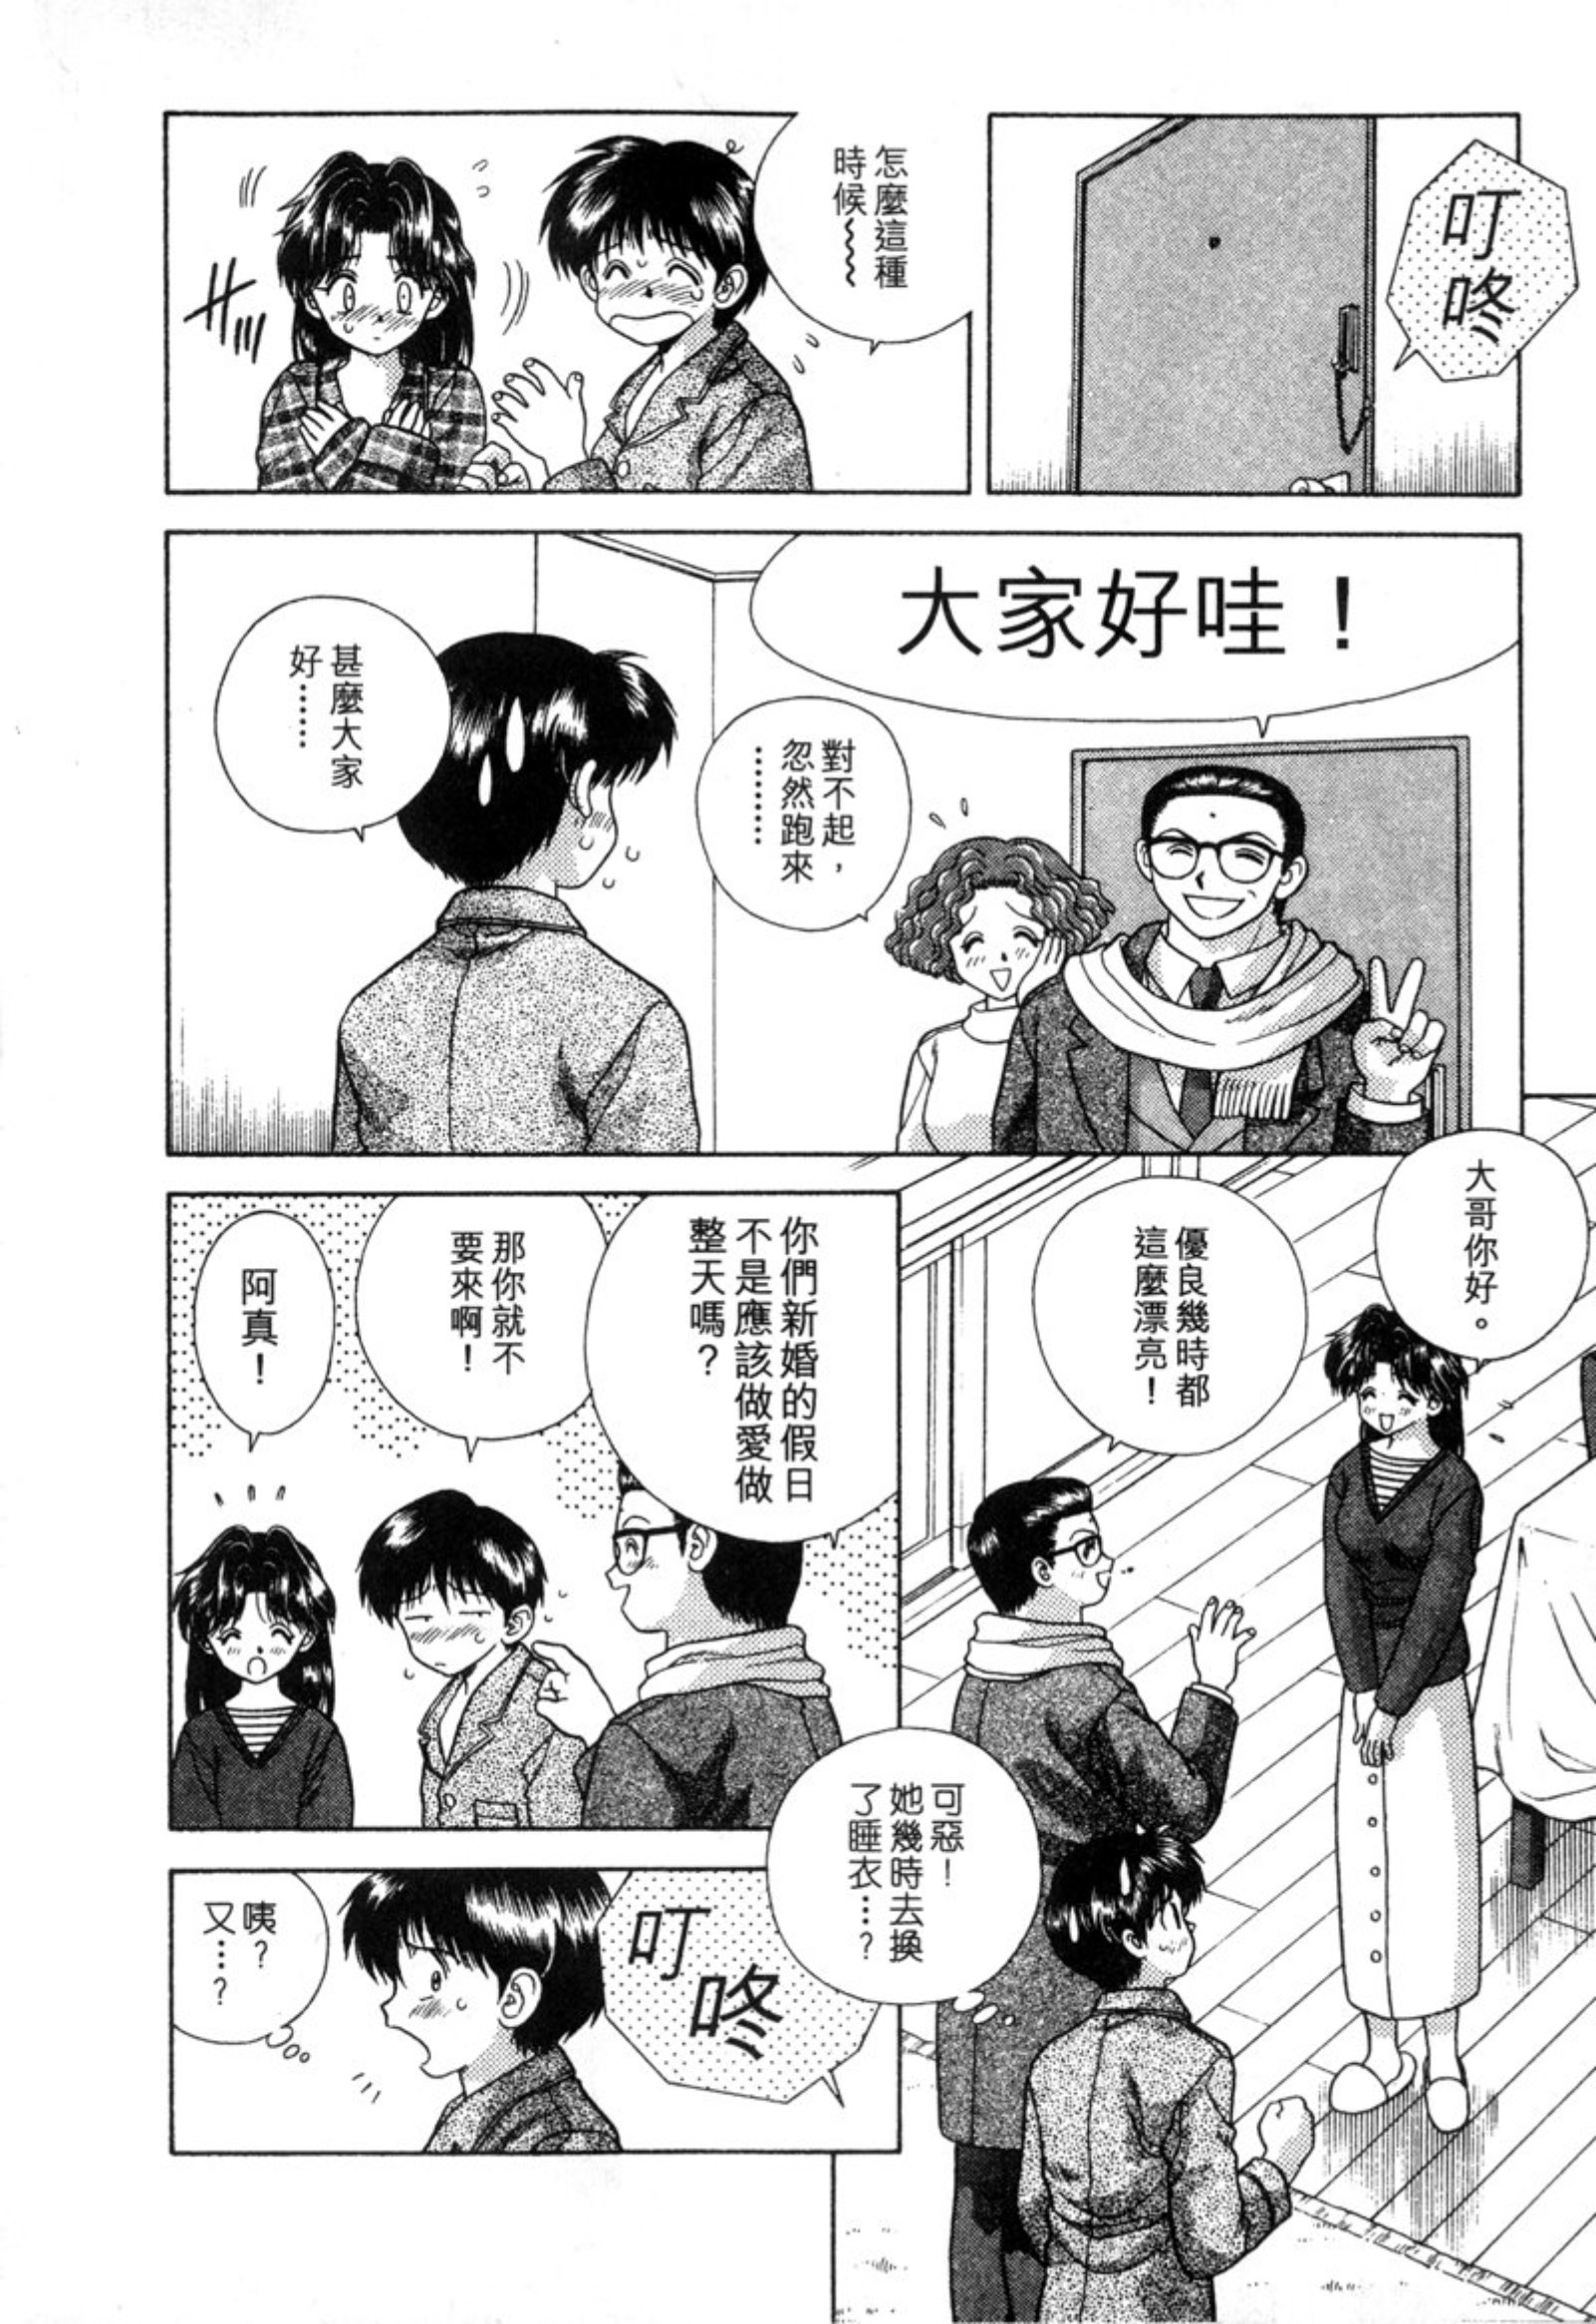 叮
咚
怎麼這種
時候
大家好哇！
對不起，
忽然跑來
………
甚麼大家
好……
大哥你好。
優良幾時都
這麼漂亮！
可惡！
她幾時去換
了睡衣…？
你們新婚的假日
不是應該做愛做
整天嗎？
那你就不
要來啊！
阿真！
叮
咚
咦？
又…？